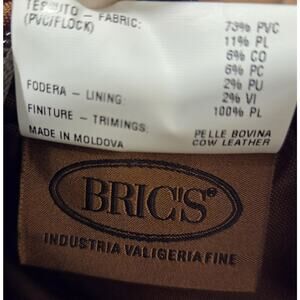 TESSUTO - FABRIC: 73% PVC
(PVC/FLOCK) 11% PL
6% CO
6% PC
2% PU
FODERA - LINING: 2% VI
100% PL
FINITURE - TRIMINGS:
PELLE BOVINA
MADE IN MOLDOVA COW LEATHER
BRIC'S®
INDUSTRIA VALIGERIA FINE